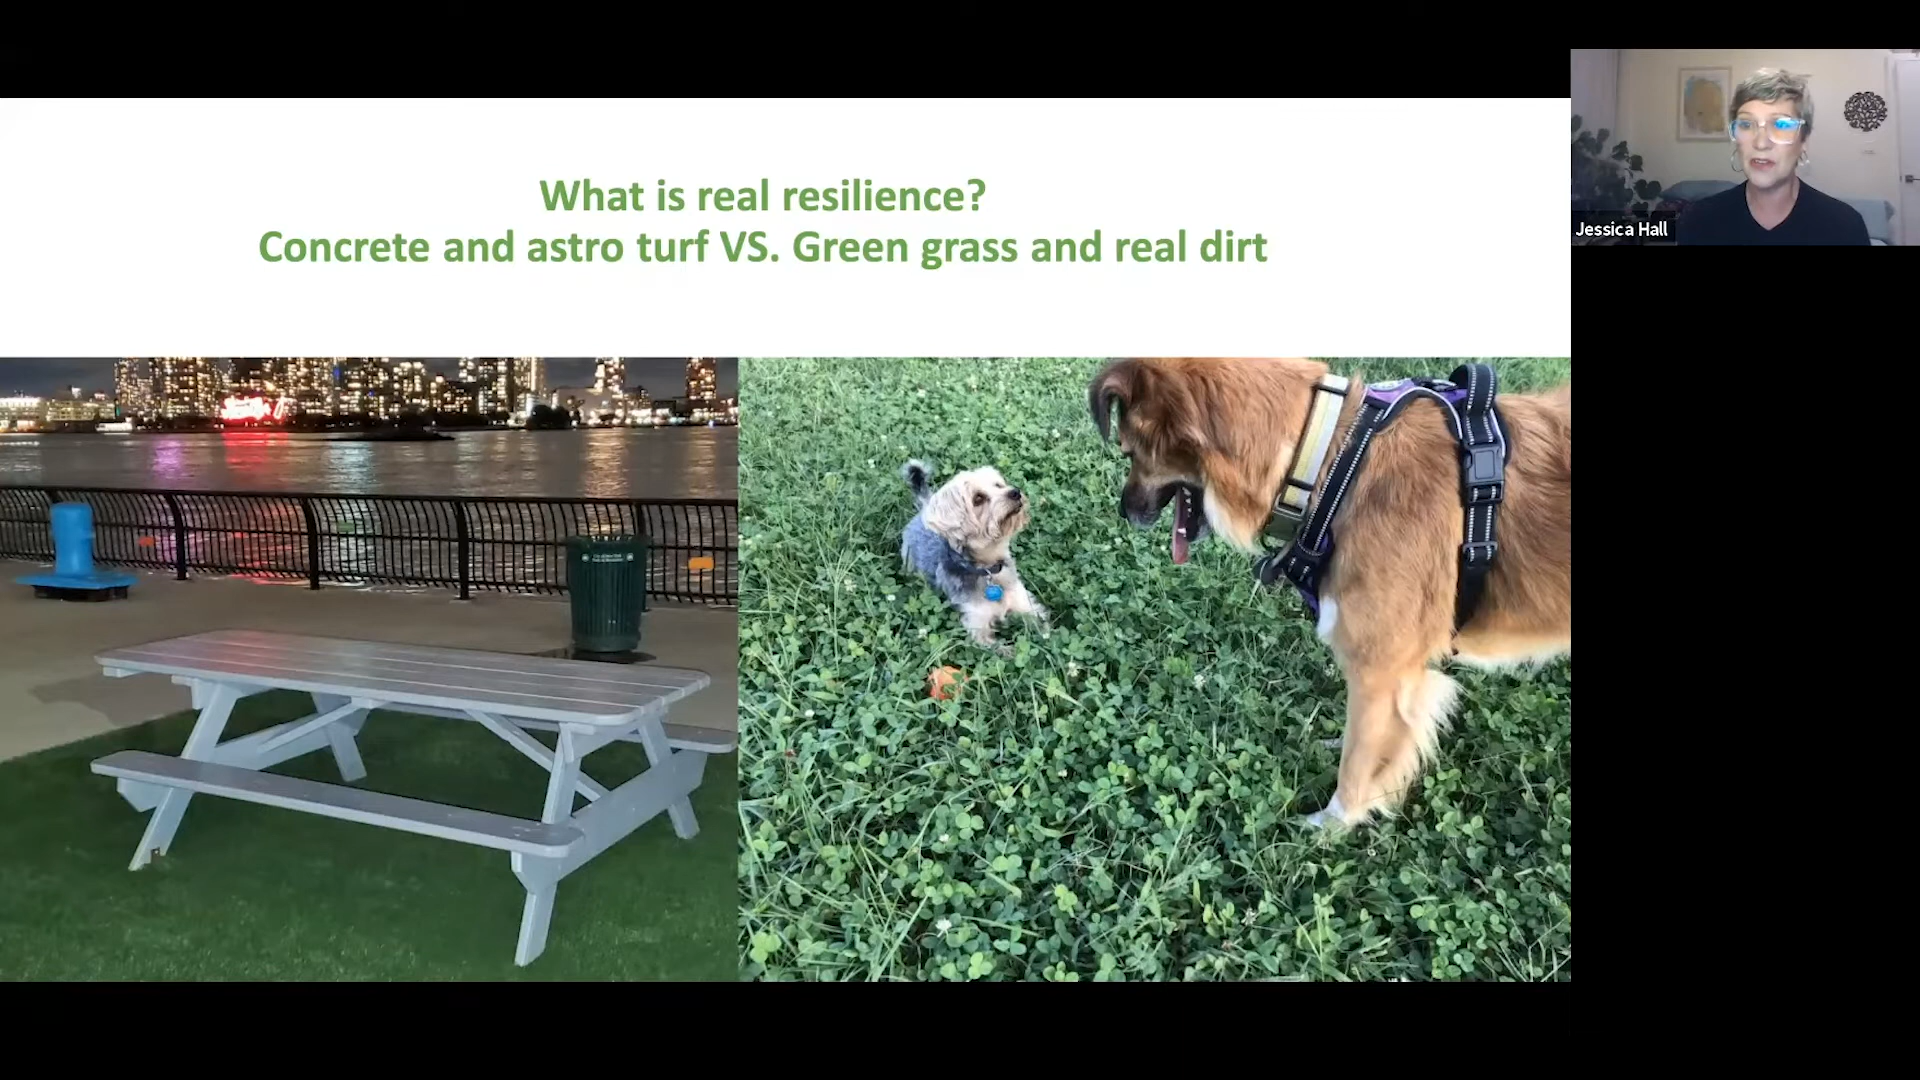 What is real resilience?
Concrete and astro turf VS. Green grass and real dirt
Jessica Hall